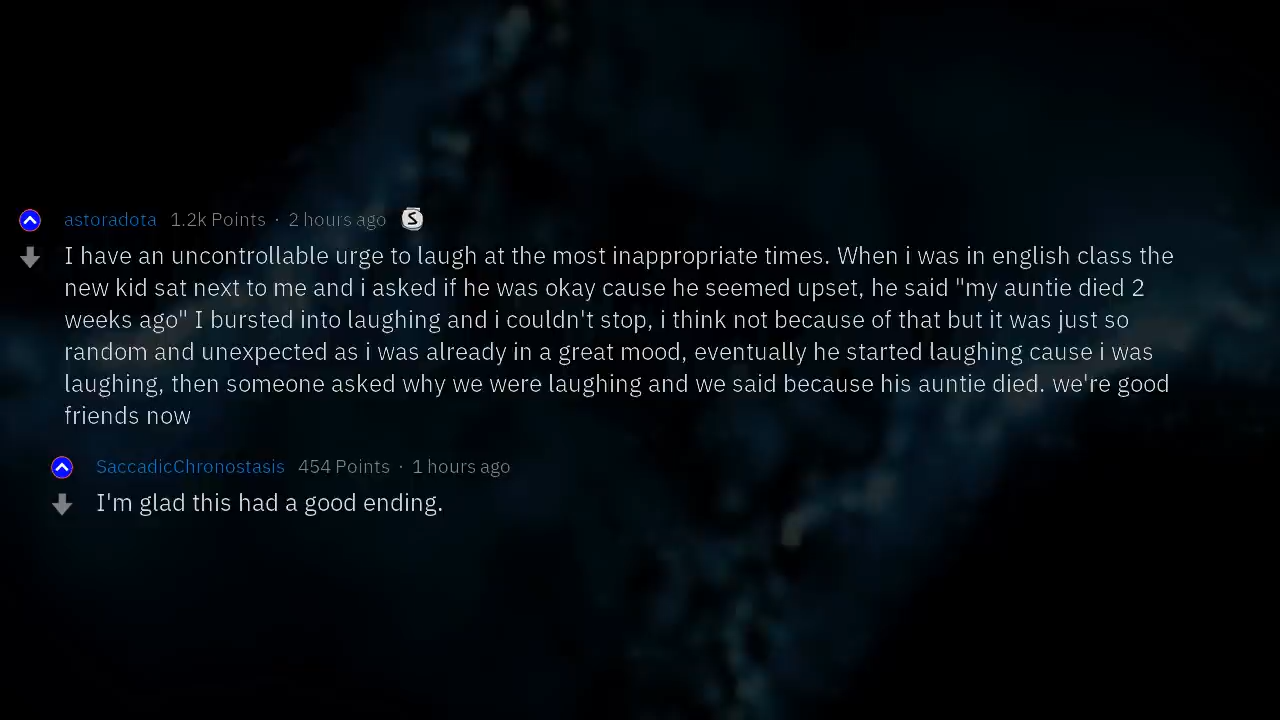 astoradota 1.2k Points · 2 hours ago S
I have an uncontrollable urge to laugh at the most inappropriate times. When i was in english class the
new kid sat next to me and i asked if he was okay cause he seemed upset, he said "my auntie died 2
weeks ago" I bursted into laughing and i couldn't stop, i think not because of that but it was just so
random and unexpected as i was already in a great mood, eventually he started laughing cause i was
laughing, then someone asked why we were laughing and we said because his auntie died. we're good
friends now
SaccadicChronostasis 454 Points · 1 hours ago
I'm glad this had a good ending.